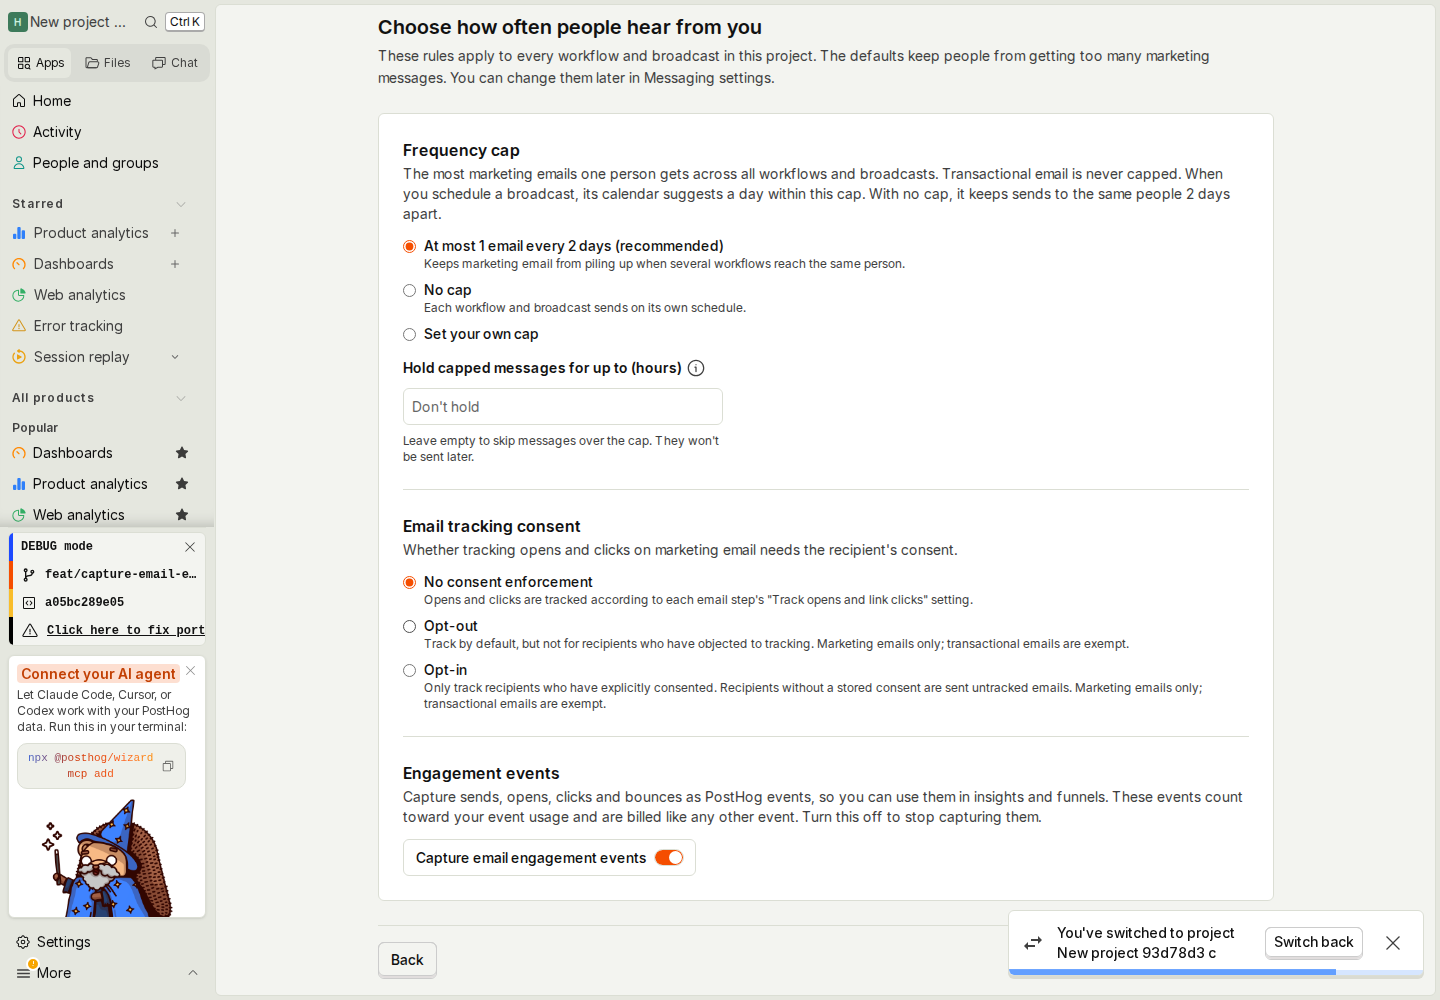 H New project ... Ctrl K
Apps Files Chat
Home
Activity
People and groups
Starred
Product analytics
Dashboards
Web analytics
Error tracking
Session replay
All products
Popular
Dashboards
Product analytics
Web analytics
DEBUG mode
feat/capture-email-e…
a05bc289e05
Click here to fix port
Connect your AI agent
Let Claude Code, Cursor, or
Codex work with your PostHog
data. Run this in your terminal:
npx @posthog/wizard
mcp add
Settings
More
Choose how often people hear from you
These rules apply to every workflow and broadcast in this project. The defaults keep people from getting too many marketing
messages. You can change them later in Messaging settings.
Frequency cap
The most marketing emails one person gets across all workflows and broadcasts. Transactional email is never capped. When
you schedule a broadcast, its calendar suggests a day within this cap. With no cap, it keeps sends to the same people 2 days
apart.
At most 1 email every 2 days (recommended)
Keeps marketing email from piling up when several workflows reach the same person.
No cap
Each workflow and broadcast sends on its own schedule.
Set your own cap
Hold capped messages for up to (hours)
Don't hold
Leave empty to skip messages over the cap. They won't
be sent later.
Email tracking consent
Whether tracking opens and clicks on marketing email needs the recipient's consent.
No consent enforcement
Opens and clicks are tracked according to each email step's "Track opens and link clicks" setting.
Opt-out
Track by default, but not for recipients who have objected to tracking. Marketing emails only; transactional emails are exempt.
Opt-in
Only track recipients who have explicitly consented. Recipients without a stored consent are sent untracked emails. Marketing emails only;
transactional emails are exempt.
Engagement events
Capture sends, opens, clicks and bounces as PostHog events, so you can use them in insights and funnels. These events count
toward your event usage and are billed like any other event. Turn this off to stop capturing them.
Capture email engagement events
Back
You've switched to project
New project 93d78d3 c
Switch back